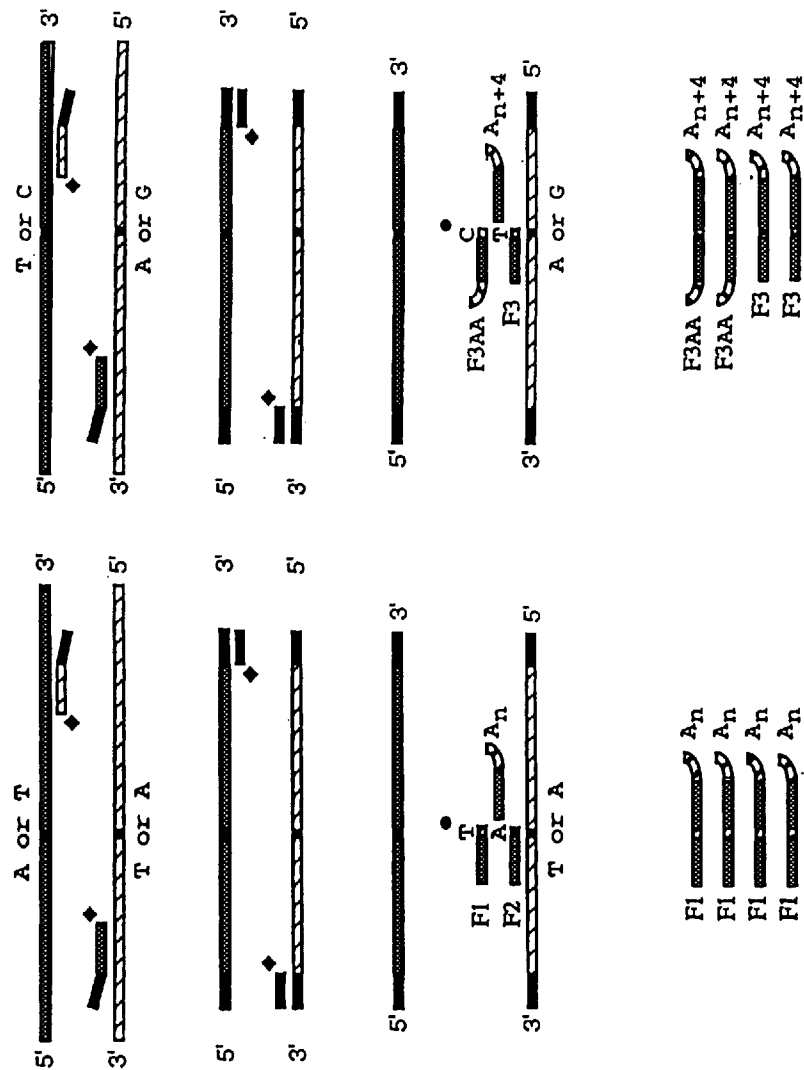 A or T
5' 3'
3' 5'
T or A
5' 3'
3' 5'
5' 3'
F1 T
F2 A An
3' 5'
T or A
F1 An
F1 An
F1 An
F1 An
T or C
5' 3'
3' 5'
A or G
5' 3'
3' 5'
5' 3'
F3AA C
F3 T An+4
3' 5'
A or G
F3AA An+4
F3AA An+4
F3 An+4
F3 An+4